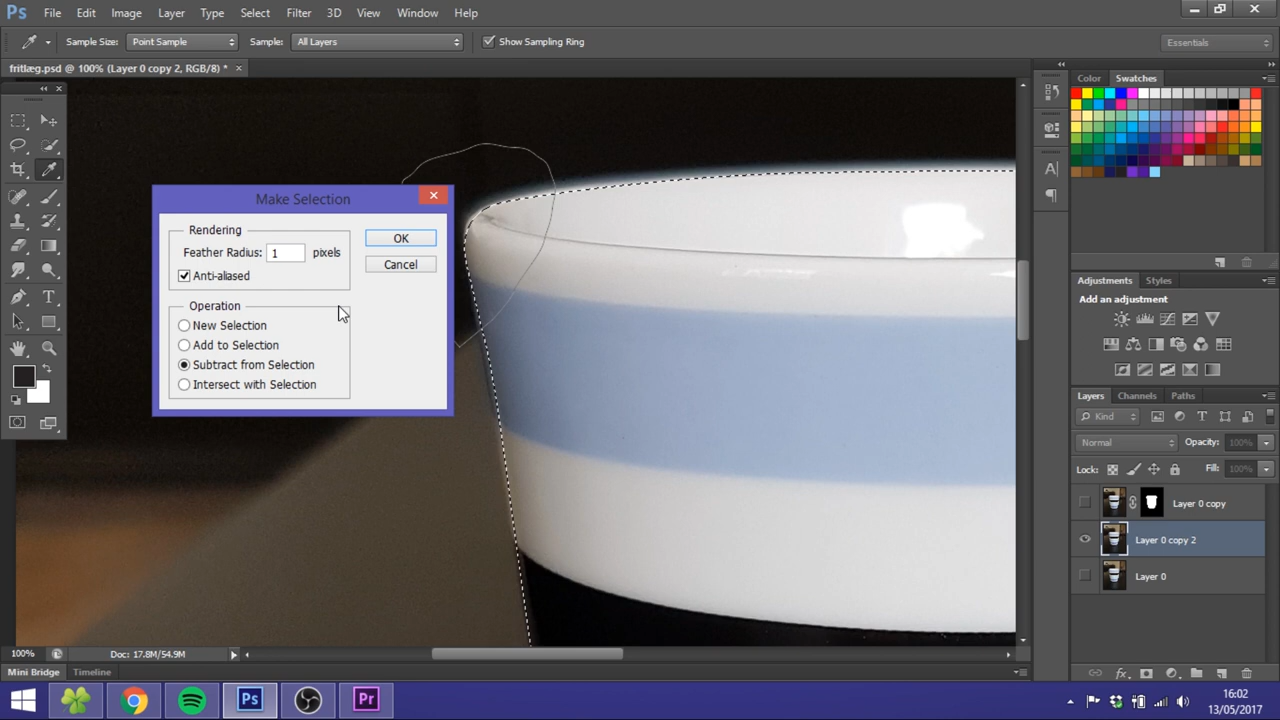 Ps File Edit Image Layer Type Select Filter 3D View Window Help
Sample Size: Point Sample Sample: All Layers Show Sampling Ring Essentials
fritlæg.psd @ 100% (Layer 0 copy 2, RGB/8) * ×
Color Swatches
Make Selection
Rendering
Feather Radius: 1 pixels
Anti-aliased
OK
Cancel
Operation
New Selection
Add to Selection
Subtract from Selection
Intersect with Selection
Adjustments Styles
Add an adjustment
Layers Channels Paths
Kind
Normal Opacity: 100%
Lock: Fill: 100%
Layer 0 copy
Layer 0 copy 2
Layer 0
100% Doc: 17.8M/54.9M
Mini Bridge Timeline
Ps Pr
16:02
13/05/2017